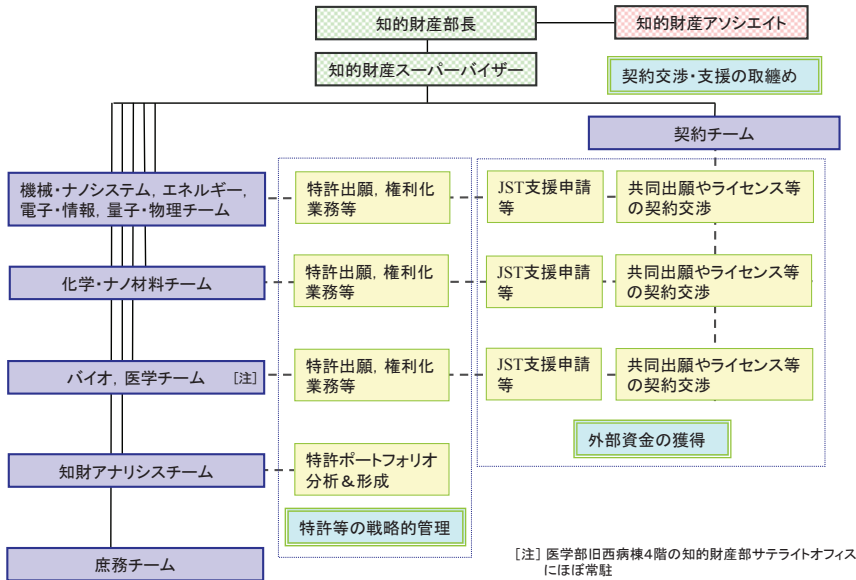 知的財産部長
知的財産アソシエイト
知的財産スーパーバイザー
契約交渉・支援の取纏め
契約チーム
機械・ナノシステム, エネルギー,
電子・情報, 量子・物理チーム
特許出願, 権利化
業務等
JST支援申請
等
共同出願やライセンス等
の契約交渉
化学・ナノ材料チーム
特許出願, 権利化
業務等
JST支援申請
等
共同出願やライセンス等
の契約交渉
バイオ, 医学チーム [注]
特許出願, 権利化
業務等
JST支援申請
等
共同出願やライセンス等
の契約交渉
外部資金の獲得
知財アナリシスチーム
特許ポートフォリオ
分析&形成
特許等の戦略的管理
庶務チーム
[注] 医学部旧西病棟4階の知的財産部サテライトオフィス
にほぼ常駐